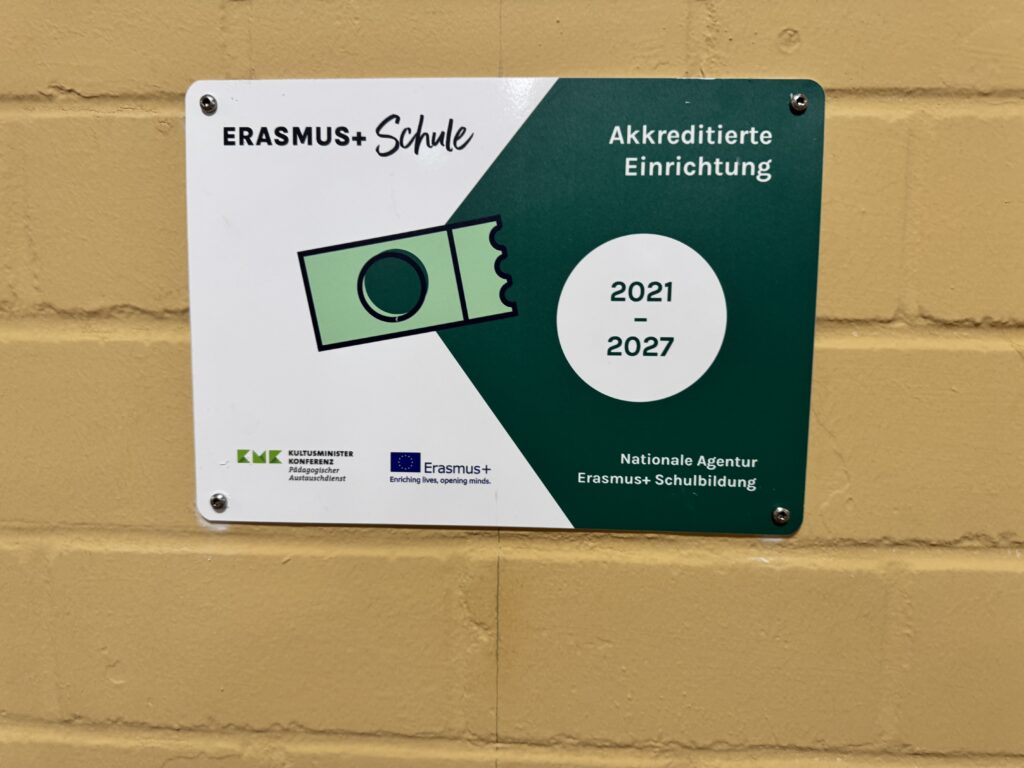 ERASMUS+ Schule
Akkreditierte
Einrichtung
2021
–
2027
KMK
KULTUSMINISTER
KONFERENZ
Pädagogischer
Austauschdienst
Erasmus+
Enriching lives, opening minds.
Nationale Agentur
Erasmus+ Schulbildung